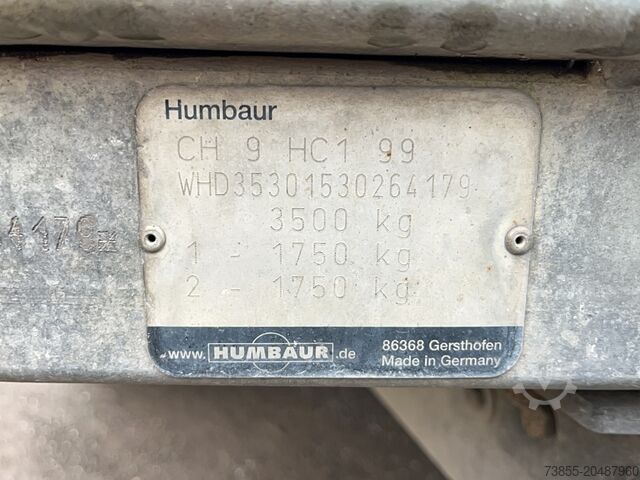 Humbaur
CH 9 HC1 99
WHD35301530264179
3500 kg
1 - 1750 kg
2 - 1750 kg
www. HUMBAUR .de
86368 Gersthofen
Made in Germany
73855-20487960